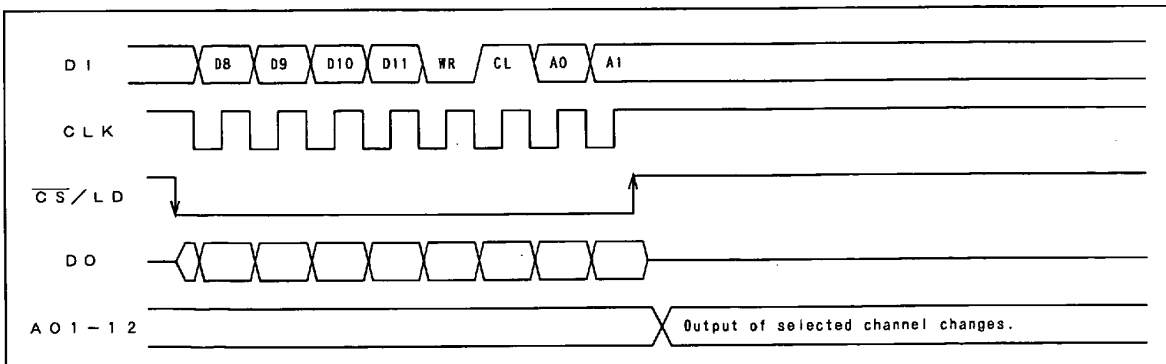 DI D8 D9 D10 D11 WR CL A0 A1
CLK
C̅S̅/LD
DO
AO1-12 Output of selected channel changes.